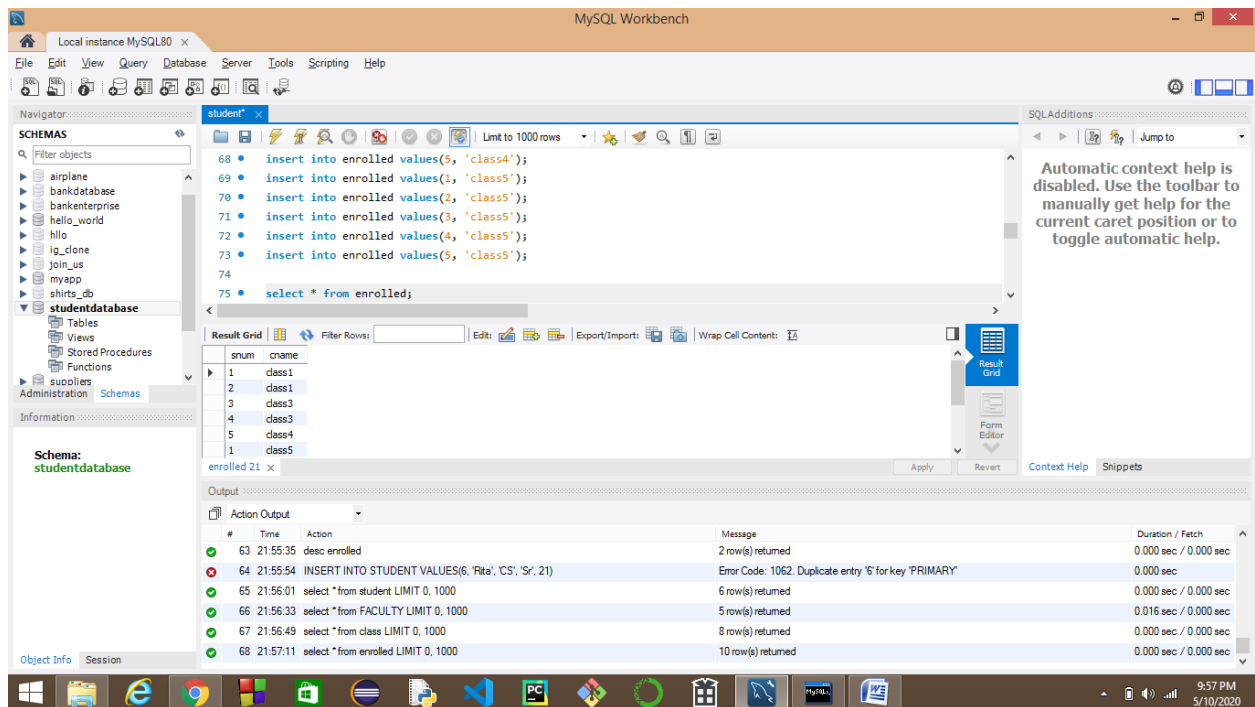 MySQL Workbench
Local instance MySQL80
File Edit View Query Database Server Tools Scripting Help
Navigator
SCHEMAS
Filter objects
airplane
bankdatabase
bankenterprise
hello_world
hllo
ig_clone
join_us
myapp
shirts_db
studentdatabase
Tables
Views
Stored Procedures
Functions
suppliers
Administration Schemas
Information
Schema:
studentdatabase
Object Info Session
student*
Limit to 1000 rows
68 insert into enrolled values(5, 'class4');
69 insert into enrolled values(1, 'class5');
70 insert into enrolled values(2, 'class5');
71 insert into enrolled values(3, 'class5');
72 insert into enrolled values(4, 'class5');
73 insert into enrolled values(5, 'class5');
74
75 select * from enrolled;
Result Grid Filter Rows: Edit: Export/Import: Wrap Cell Content:
snum cname
1 class1
2 class1
3 class3
4 class3
5 class4
1 class5
Result Grid
Form Editor
enrolled 21 Apply Revert
SQLAdditions
Jump to
Automatic context help is
disabled. Use the toolbar to
manually get help for the
current caret position or to
toggle automatic help.
Context Help Snippets
Output
Action Output
# Time Action Message Duration / Fetch
63 21:55:35 desc enrolled 2 row(s) returned 0.000 sec / 0.000 sec
64 21:55:54 INSERT INTO STUDENT VALUES(6, 'Rita', 'CS', 'Sr', 21) Error Code: 1062. Duplicate entry '6' for key 'PRIMARY' 0.000 sec
65 21:56:01 select * from student LIMIT 0, 1000 6 row(s) returned 0.000 sec / 0.000 sec
66 21:56:33 select * from FACULTY LIMIT 0, 1000 5 row(s) returned 0.016 sec / 0.000 sec
67 21:56:49 select * from class LIMIT 0, 1000 8 row(s) returned 0.000 sec / 0.000 sec
68 21:57:11 select * from enrolled LIMIT 0, 1000 10 row(s) returned 0.000 sec / 0.000 sec
9:57 PM
5/10/2020